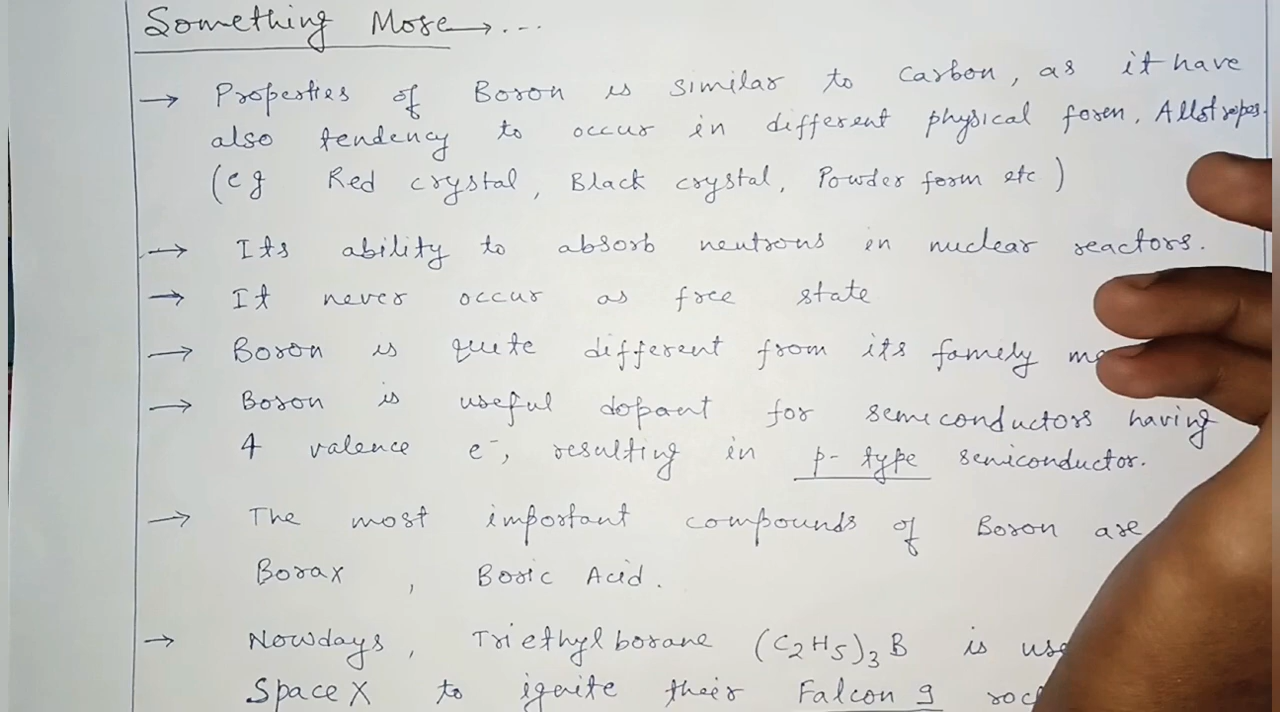 Something More→...
→ Properties of Boron is similar to carbon, as it have
also tendency to occur in different physical form, Allotropes.
(eg Red crystal, Black crystal, Powder form etc)
→ Its ability to absorb neutrons in nuclear reactors.
→ It never occur as free state
→ Boron is quite different from its family
→ Boron is useful dopant for semiconductors having
4 valence e⁻, resulting in p-type semiconductor.
→ The most important compounds of Boron are
Borax, Boric Acid.
→ Nowdays, Triethylborane (C₂H₅)₃B is
SpaceX to ignite their Falcon 9